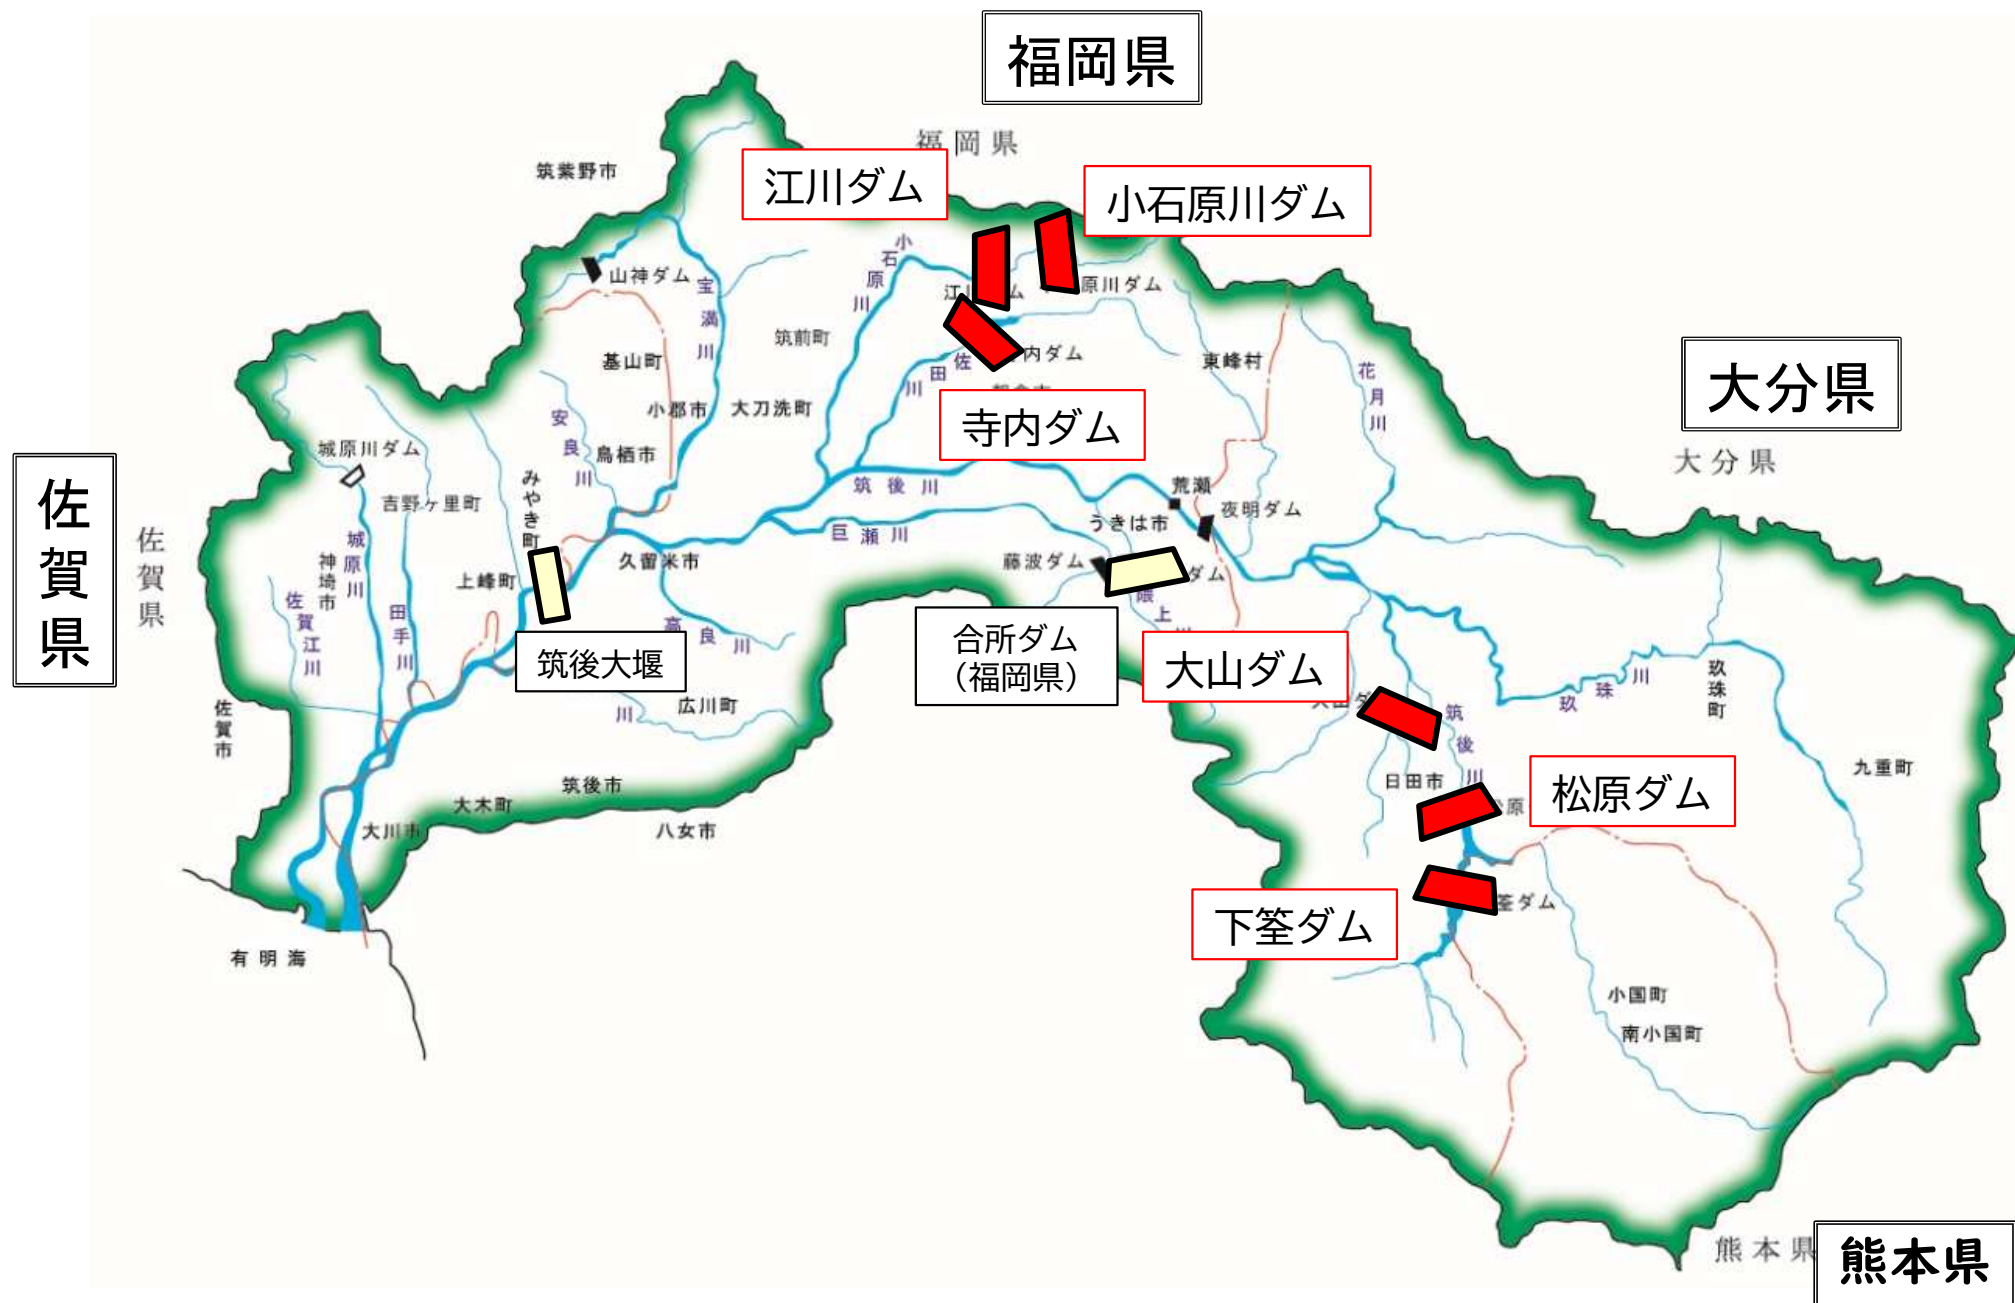 福岡県
福岡県
筑紫野市
江川ダム
小石原川ダム
山神ダム
宝満川
小石原川
原川ダム
筑前町
基山町
内ダム
佐田川
東峰村
花月川
大分県
大分県
小郡市
大刀洗町
安良川
鳥栖市
寺内ダム
城原川ダム
みやき町
吉野ヶ里町
佐賀県
佐賀県
筑後川
荒瀬
夜明ダム
うきは市
巨瀬川
城原川
神埼市
上峰町
久留米市
藤波ダム
ダム
佐賀江川
田手川
隈上
高良川
筑後大堰
合所ダム
（福岡県）
大山ダム
玖珠川
玖珠町
佐賀市
川
広川町
筑後川
日田市
九重町
筑後市
大木町
大川市
八女市
松原ダム
原
下筌ダム
筌ダム
有明海
小国町
南小国町
熊本県
熊本県